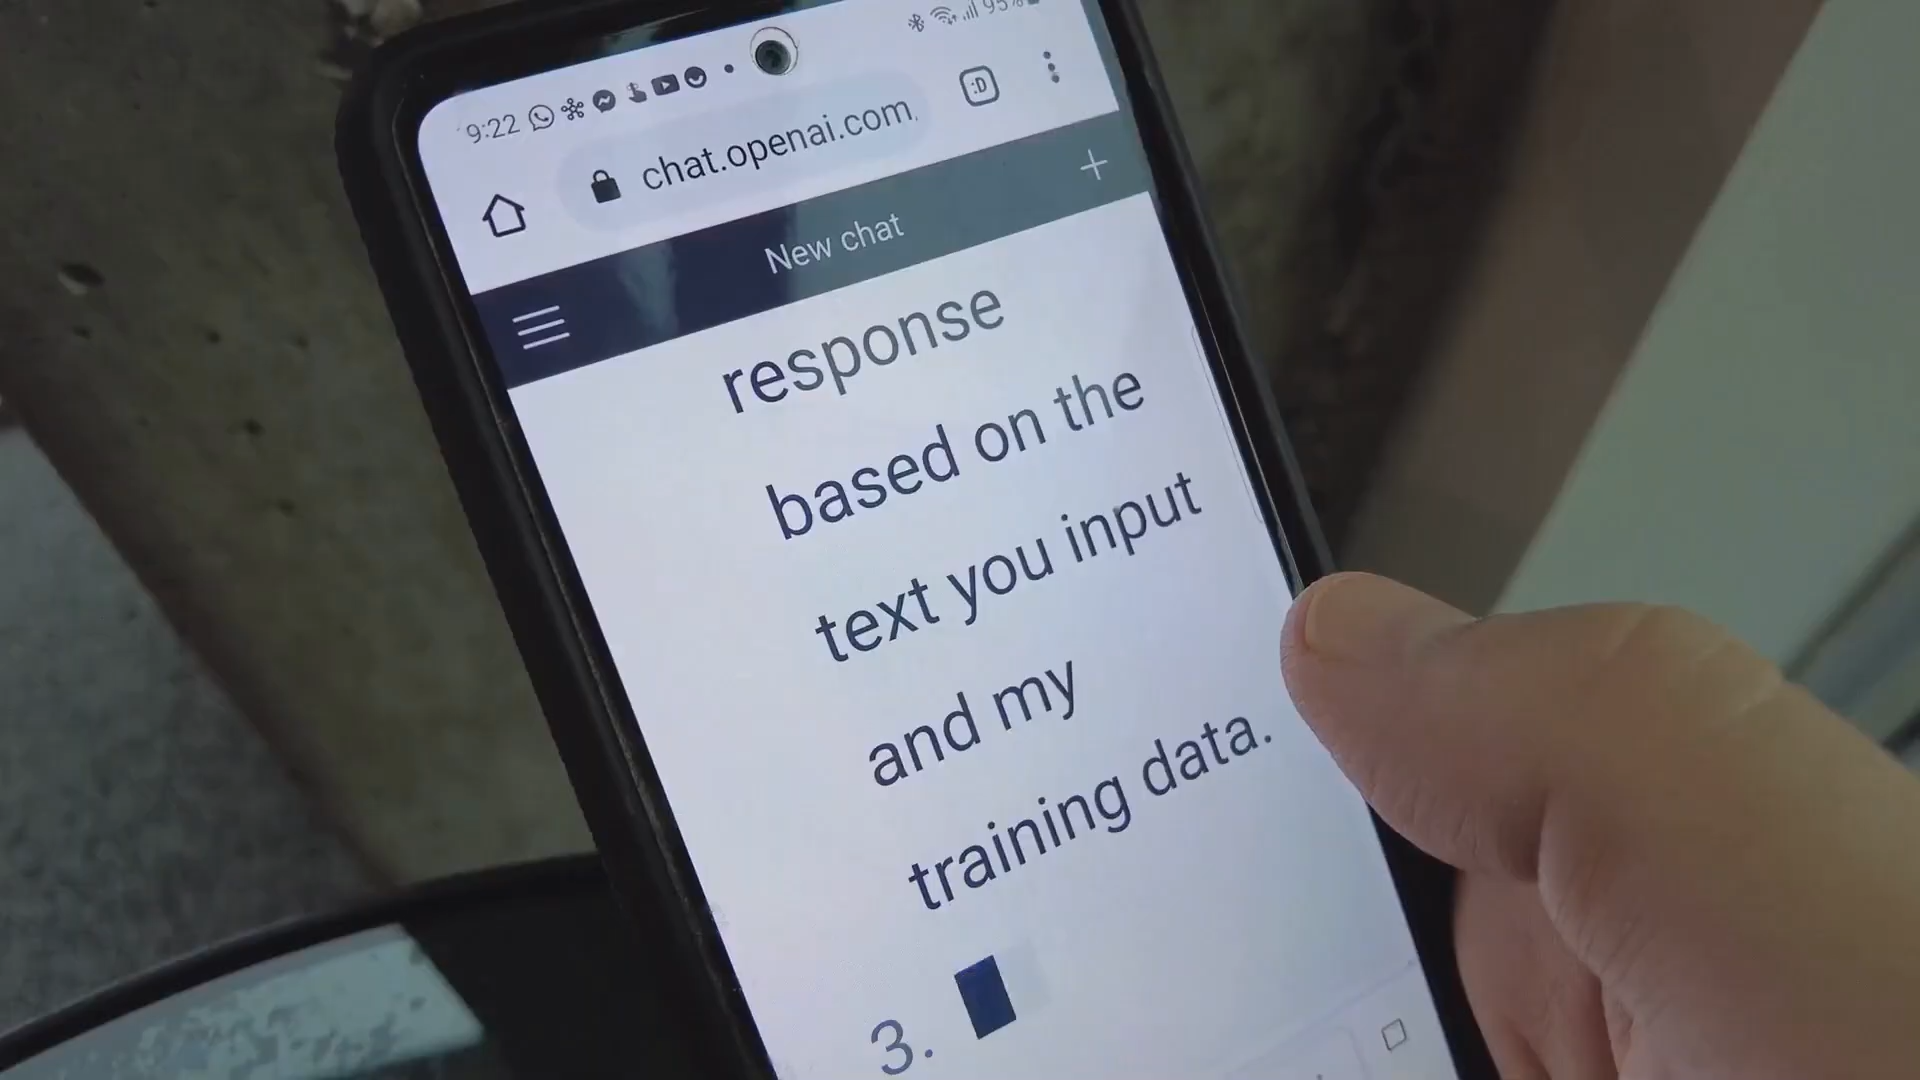 9:22
95%
chat.openai.com
:D
New chat
response
based on the
text you input
and my
training data.
3.